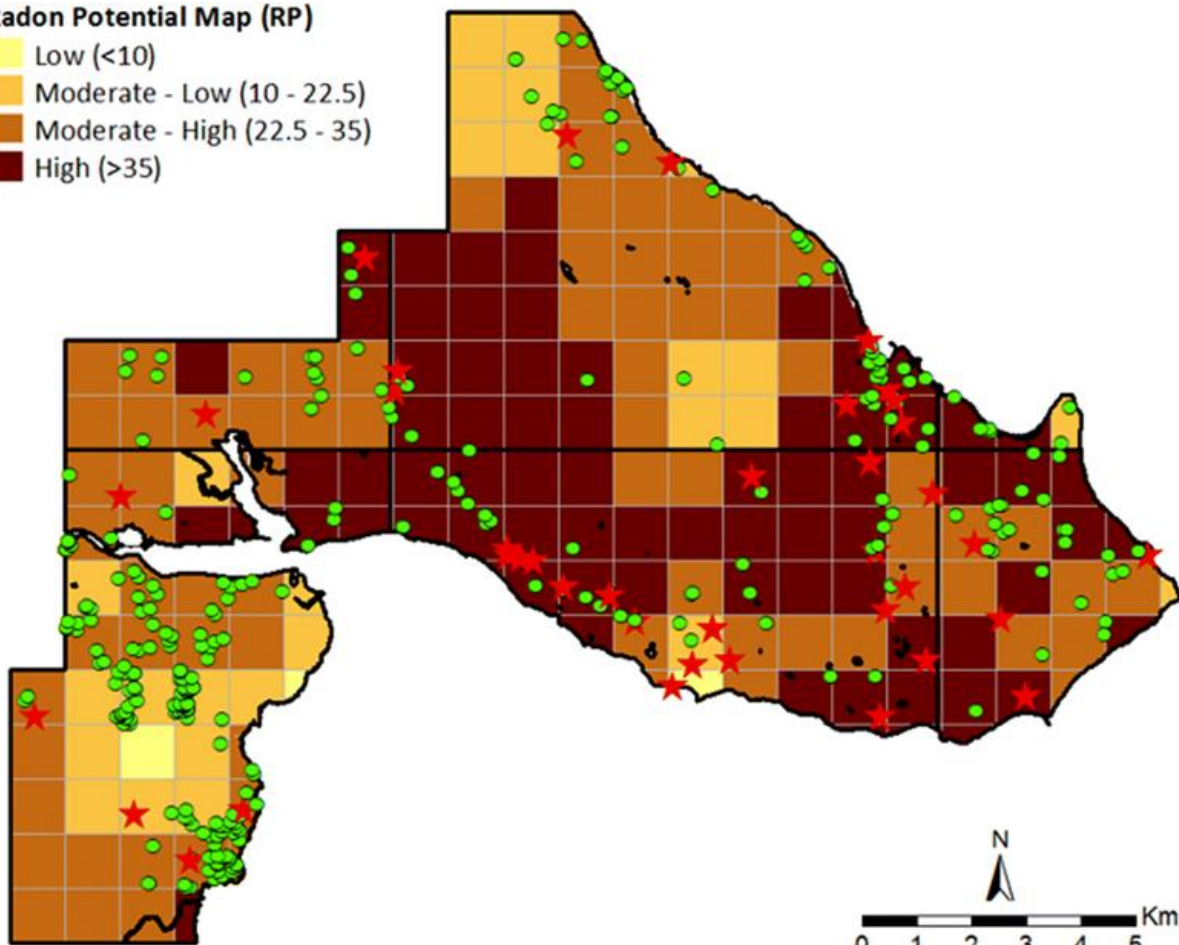 adon Potential Map (RP)
Low (<10)
Moderate - Low (10 - 22.5)
Moderate - High (22.5 - 35)
High (>35)
N
Km
0 1 2 3 4 5